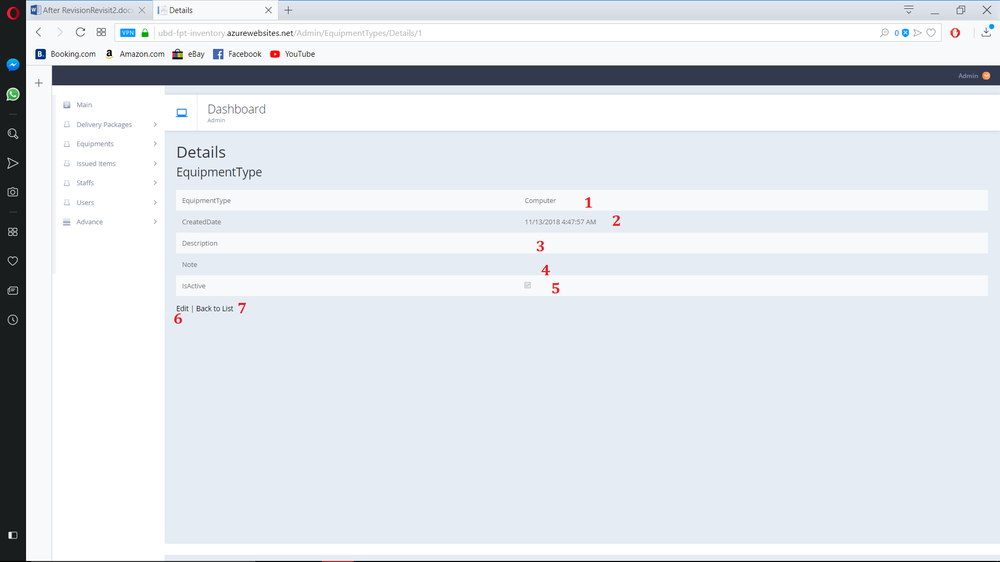 After RevisionRevisit2.docx
Details
VPN
ubd-fpt-inventory.azurewebsites.net/Admin/EquipmentTypes/Details/1
0
B. Booking.com
a Amazon.com
eBay
Facebook
YouTube
Admin
Main
Delivery Packages
Equipments
Issued Items
Staffs
Users
Advance
Dashboard
Admin
Details
EquipmentType
EquipmentType Computer 1
CreatedDate 11/13/2018 4:47:57 AM 2
Description 3
Note 4
IsActive 5
Edit | Back to List 7
6